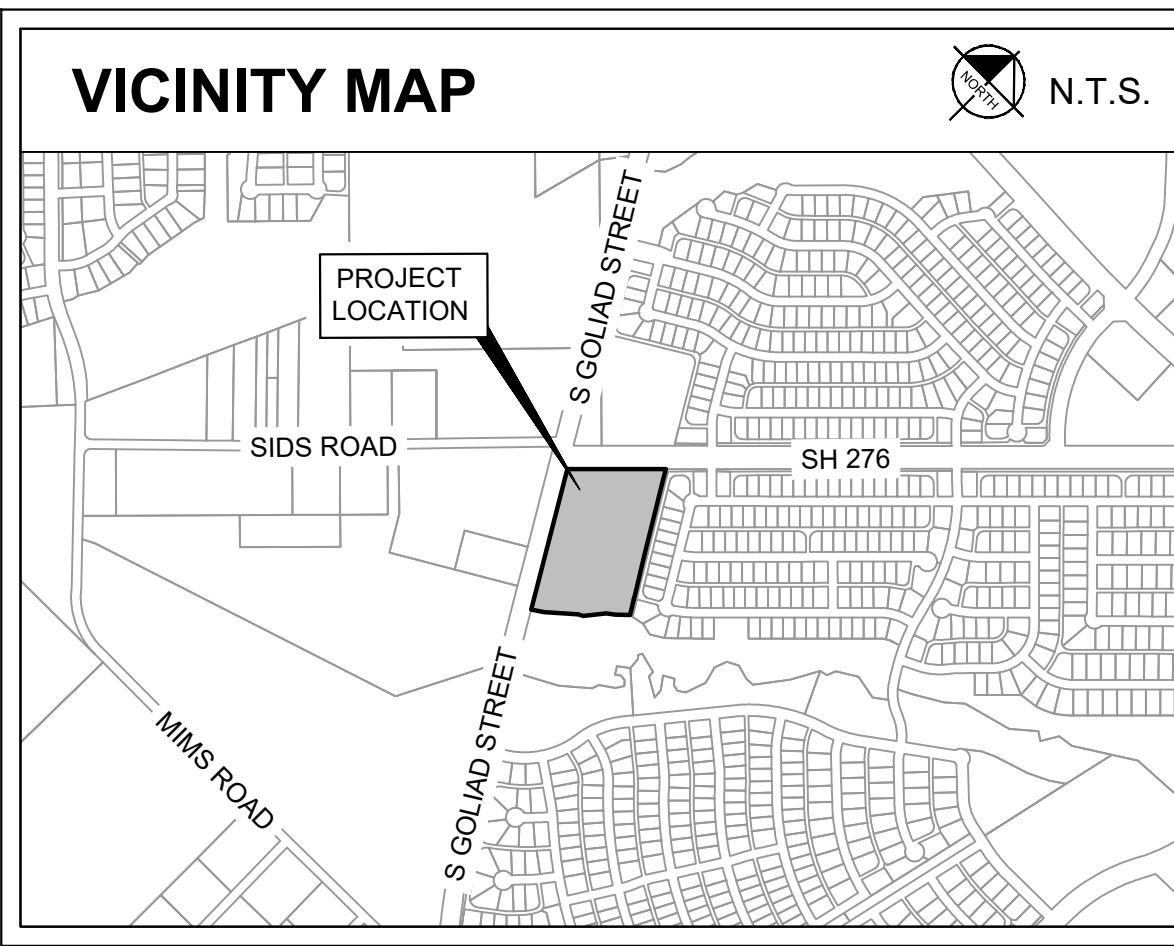 VICINITY MAP
NORTH
N.T.S.
S GOLIAD STREET
PROJECT
LOCATION
SIDS ROAD
SH 276
S GOLIAD STREET
MIMS ROAD